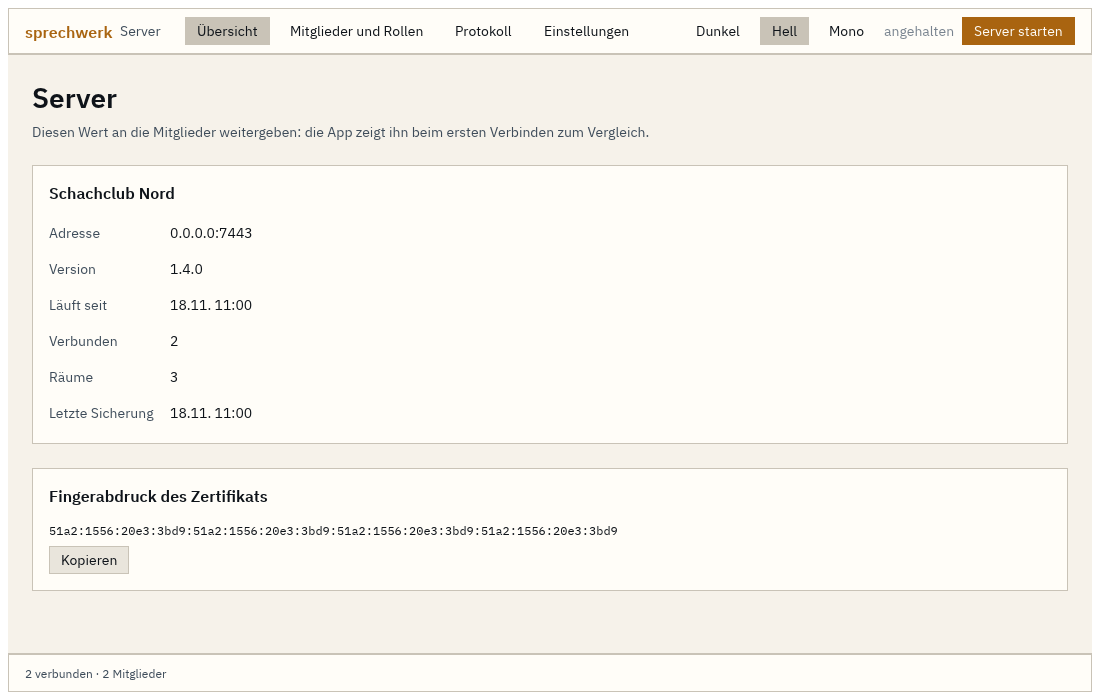 sprechwerk Server Übersicht Mitglieder und Rollen Protokoll Einstellungen Dunkel Hell Mono angehalten Server starten
Server
Diesen Wert an die Mitglieder weitergeben: die App zeigt ihn beim ersten Verbinden zum Vergleich.
Schachclub Nord
Adresse 0.0.0.0:7443
Version 1.4.0
Läuft seit 18.11. 11:00
Verbunden 2
Räume 3
Letzte Sicherung 18.11. 11:00
Fingerabdruck des Zertifikats
51a2:1556:20e3:3bd9:51a2:1556:20e3:3bd9:51a2:1556:20e3:3bd9:51a2:1556:20e3:3bd9
Kopieren
2 verbunden · 2 Mitglieder